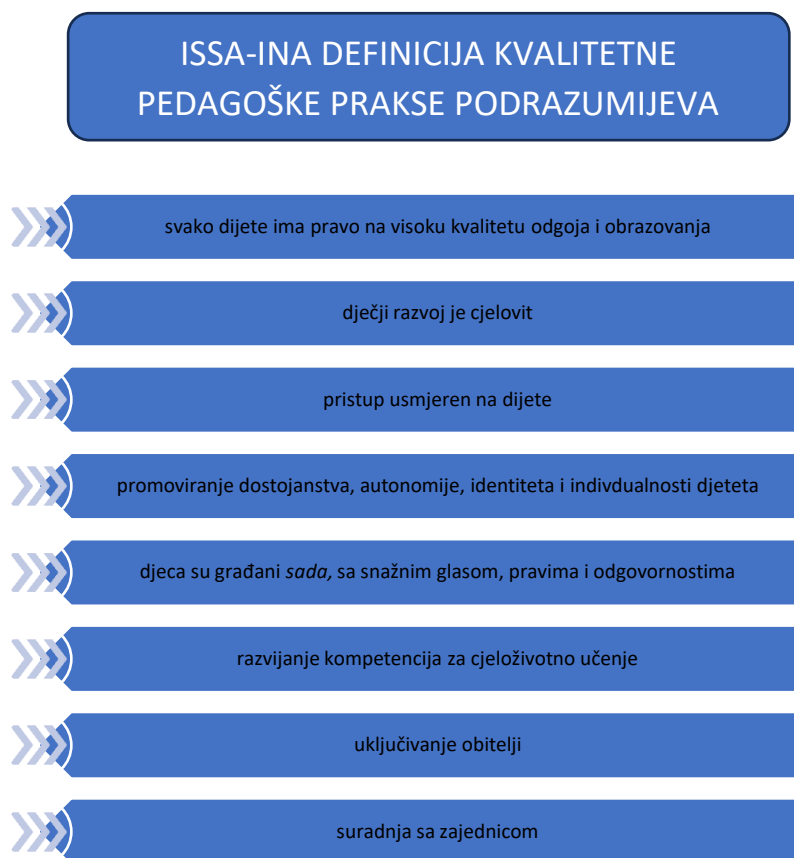 ISSA-INA DEFINICIJA KVALITETNE
PEDAGOŠKE PRAKSE PODRAZUMIJEVA
svako dijete ima pravo na visoku kvalitetu odgoja i obrazovanja
dječji razvoj je cjelovit
pristup usmjeren na dijete
promoviranje dostojanstva, autonomije, identiteta i indivdualnosti djeteta
djeca su građani sada, sa snažnim glasom, pravima i odgovornostima
razvijanje kompetencija za cjeloživotno učenje
uključivanje obitelji
suradnja sa zajednicom